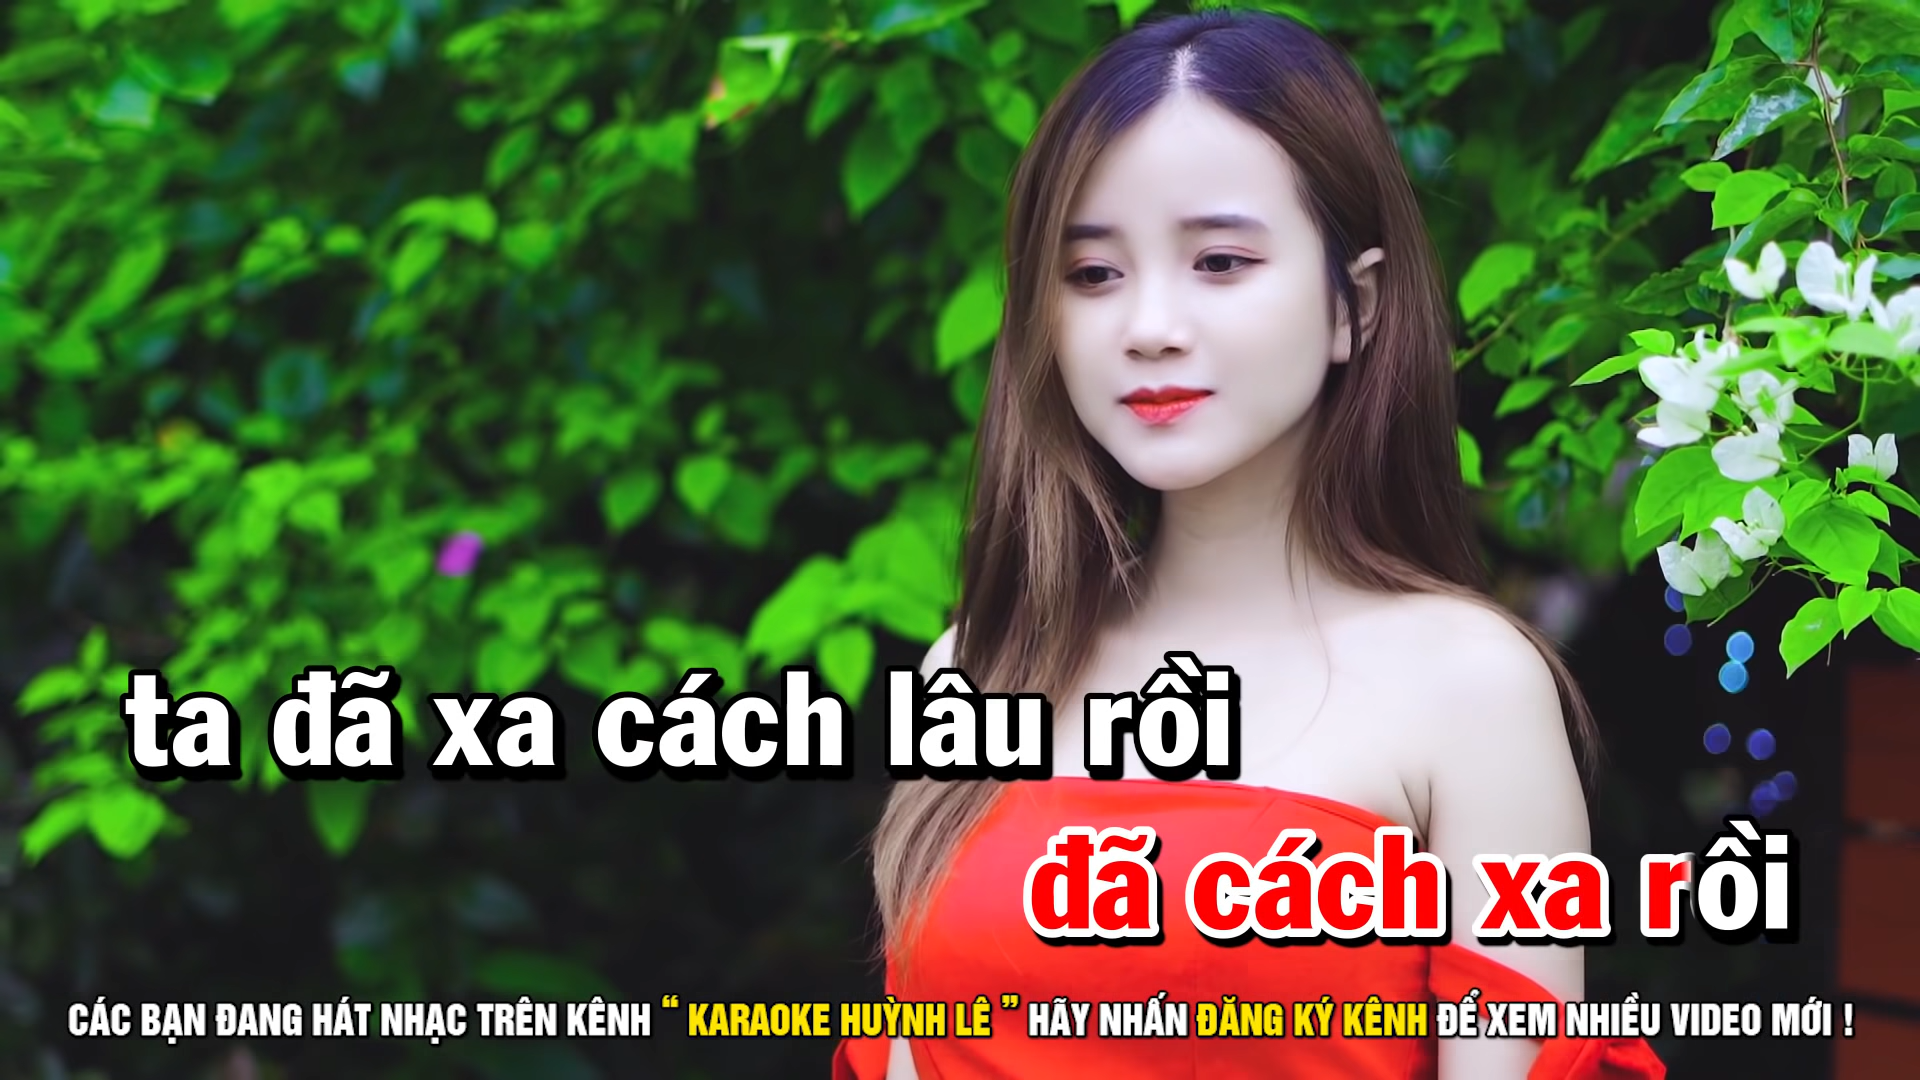 ta đã xa cách lâu rồi
đã cách xa rồi
CÁC BẠN ĐANG HÁT NHẠC TRÊN KÊNH “ KARAOKE HUỲNH LÊ ” HÃY NHẤN ĐĂNG KÝ KÊNH ĐỂ XEM NHIỀU VIDEO MỚI !